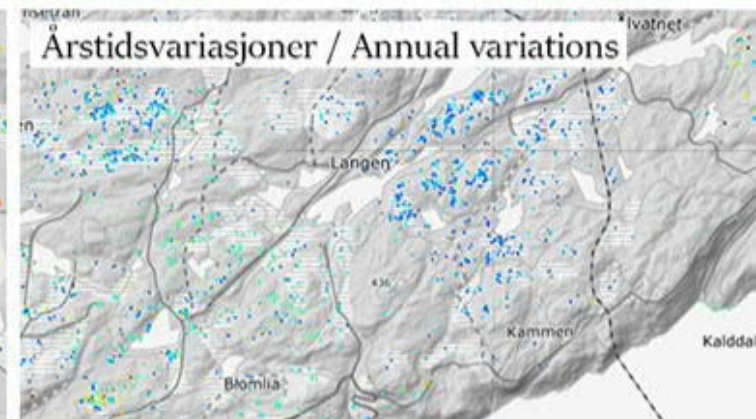 Årstidsvariasjoner / Annual variations
Ivatnet
Langen
436
Kammen
Kalddal
Blomlia